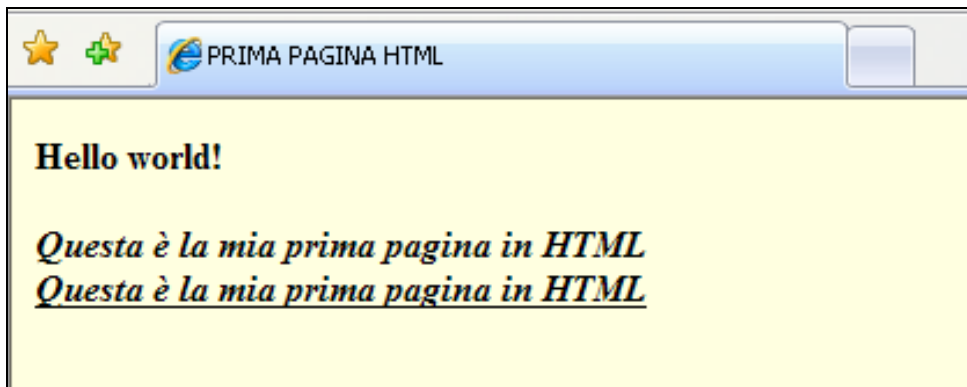 PRIMA PAGINA HTML
Hello world!
Questa è la mia prima pagina in HTML
Questa è la mia prima pagina in HTML